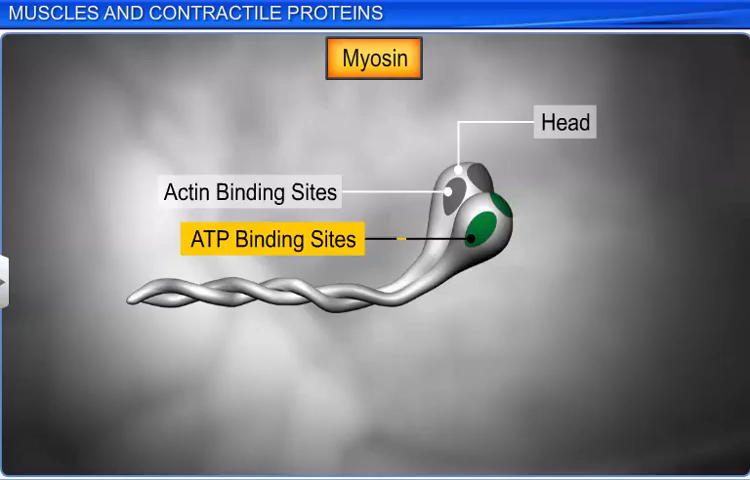 MUSCLES AND CONTRACTILE PROTEINS
Myosin
Head
Actin Binding Sites
ATP Binding Sites